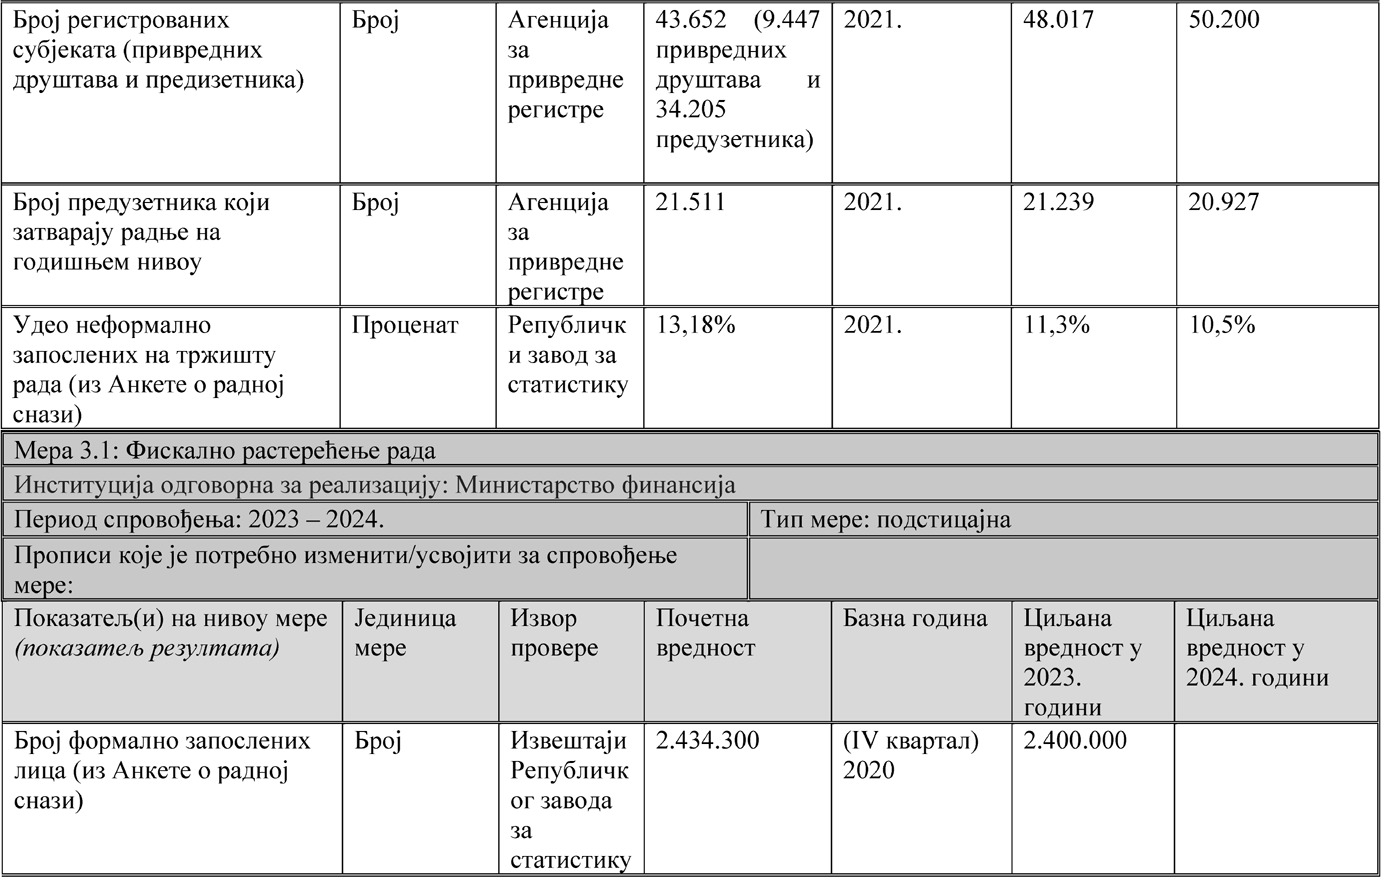 Број регистрованих
субјеката (привредних
друштава и предизетника)
Број
Агенција
за
привредне
регистре
43.652 (9.447
привредних
друштава и
34.205
предузетника)
2021.
48.017
50.200
Број предузетника који
затварају радње на
годишњем нивоу
Број
Агенција
за
привредне
регистре
21.511
2021.
21.239
20.927
Удео неформално
запослених на тржишту
рада (из Анкете о радној
снази)
Проценат
Републичк
и завод за
статистику
13,18%
2021.
11,3%
10,5%
Мера 3.1: Фискално растерећење рада
Институција одговорна за реализацију: Министарство финансија
Период спровођења: 2023 – 2024.
Тип мере: подстицајна
Прописи које је потребно изменити/усвојити за спровођење
мере:
Показатељ(и) на нивоу мере
(показатељ резултата)
Јединица
мере
Извор
провере
Почетна
вредност
Базна година
Циљана
вредност у
2023.
години
Циљана
вредност у
2024. години
Број формално запослених
лица (из Анкете о радној
снази)
Број
Извештаји
Републичк
ог завода
за
статистику
2.434.300
(IV квартал)
2020
2.400.000